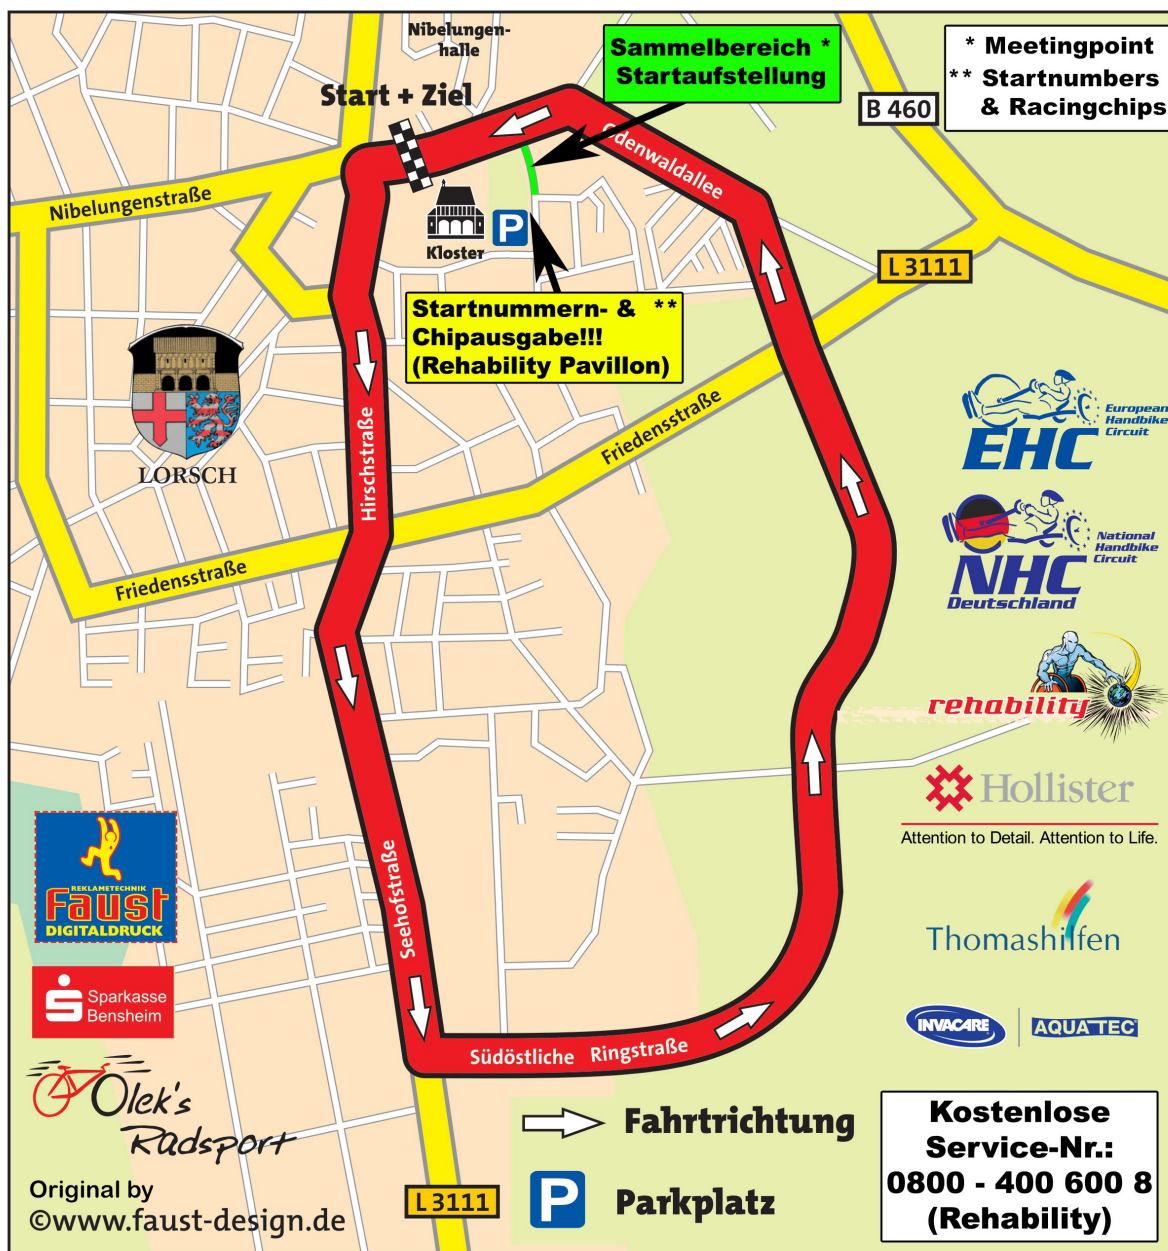 Nibelungen-
halle
Sammelbereich *
Startaufstellung
* Meetingpoint
** Startnumbers
& Racingchips
Start + Ziel
B 460
Odenwaldallee
Nibelungenstraße
P
Kloster
L 3111
Startnummern- & **
Chipausgabe!!!
(Rehability Pavillon)
LORSCH
Hirschstraße
Friedensstraße
Friedensstraße
EHC
European
Handbike
Circuit
NHC
Deutschland
National
Handbike
Circuit
rehability
Hollister
Attention to Detail. Attention to Life.
REKLAMETECHNIK
Faust
DIGITALDRUCK
Seehofstraße
Thomashilfen
Sparkasse
Bensheim
INVACARE
AQUATEC
Südöstliche Ringstraße
Olek's
Radsport
Fahrtrichtung
P Parkplatz
L 3111
Kostenlose
Service-Nr.:
0800 - 400 600 8
(Rehability)
Original by
©www.faust-design.de